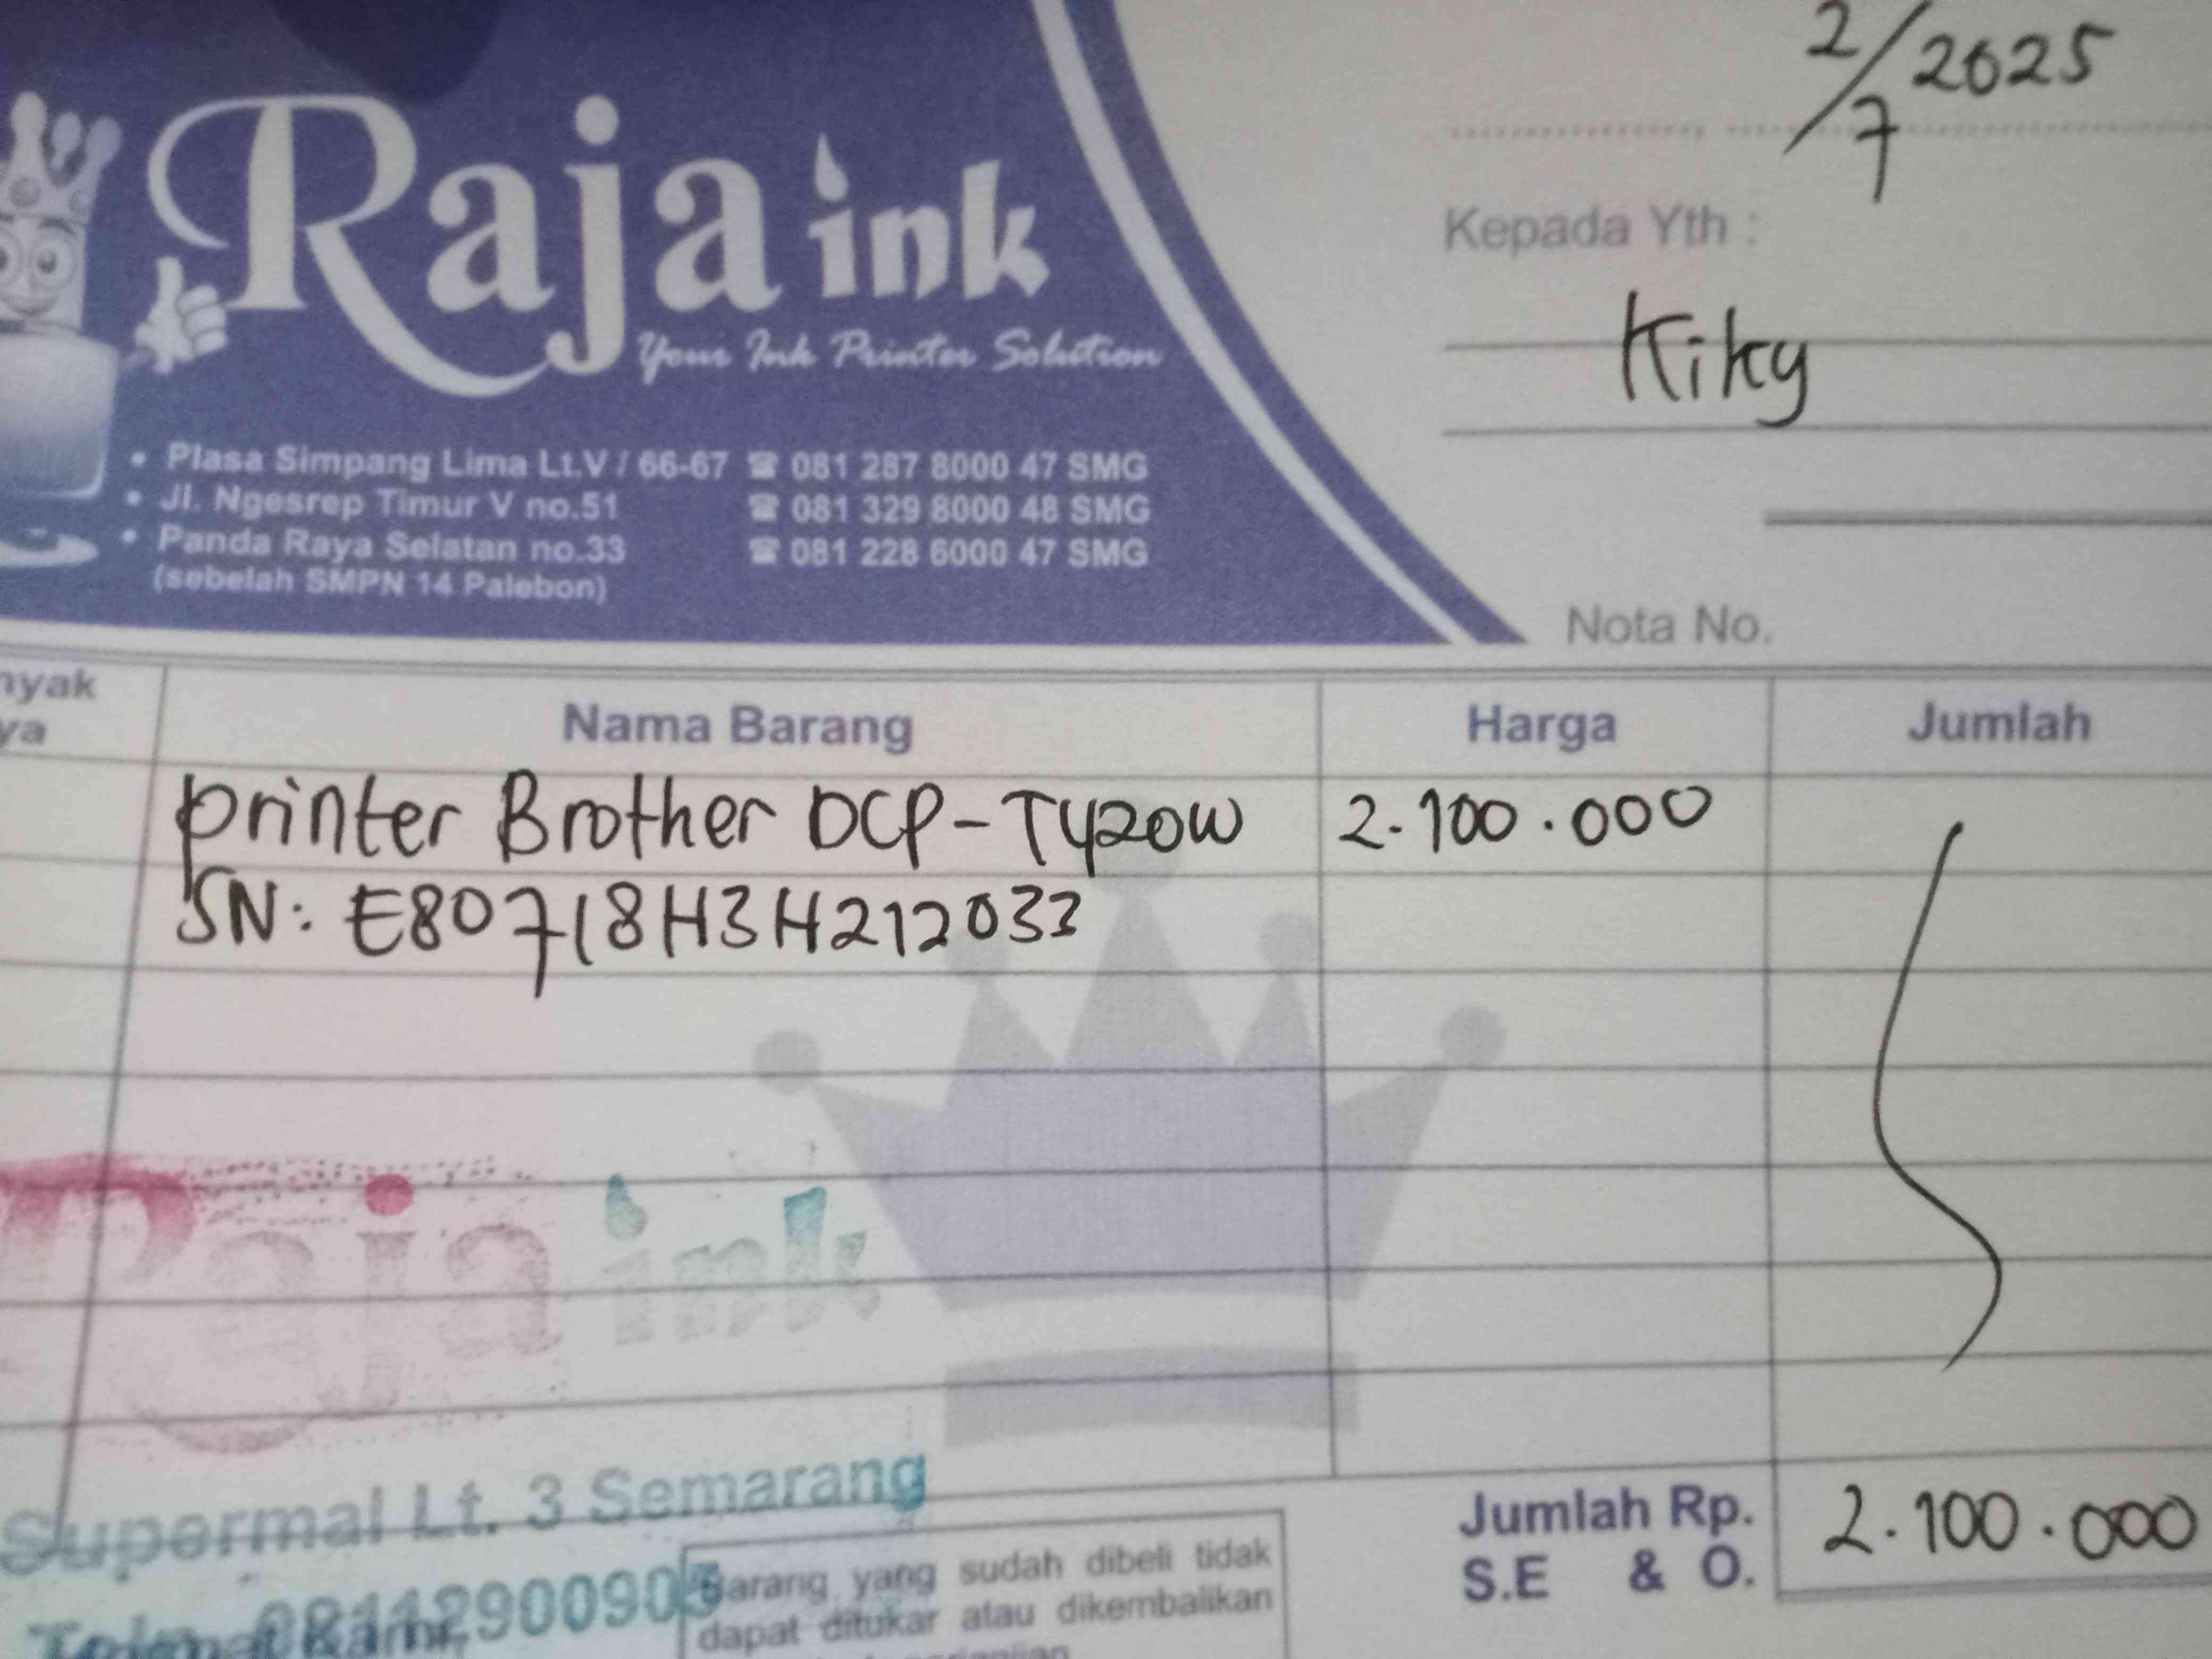 2/7 2025
Raja ink
Your Ink Printer Solution
Kepada Yth :
Kiky
• Plasa Simpang Lima Lt.V / 66-67 ☎ 081 287 8000 47 SMG
• Jl. Ngesrep Timur V no.51 ☎ 081 329 8000 48 SMG
• Panda Raya Selatan no.33 ☎ 081 228 6000 47 SMG
(sebelah SMPN 14 Palebon)
Nota No.
nyak
ya
Nama Barang Harga Jumlah
printer Brother DCP-T420W 2.100.000
SN: E80718H3H212033
Raja ink
Supermal Lt. 3 Semarang
Jumlah Rp. 2.100.000
S.E & O.
08112900905
Barang yang sudah dibeli tidak
dapat ditukar atau dikembalikan